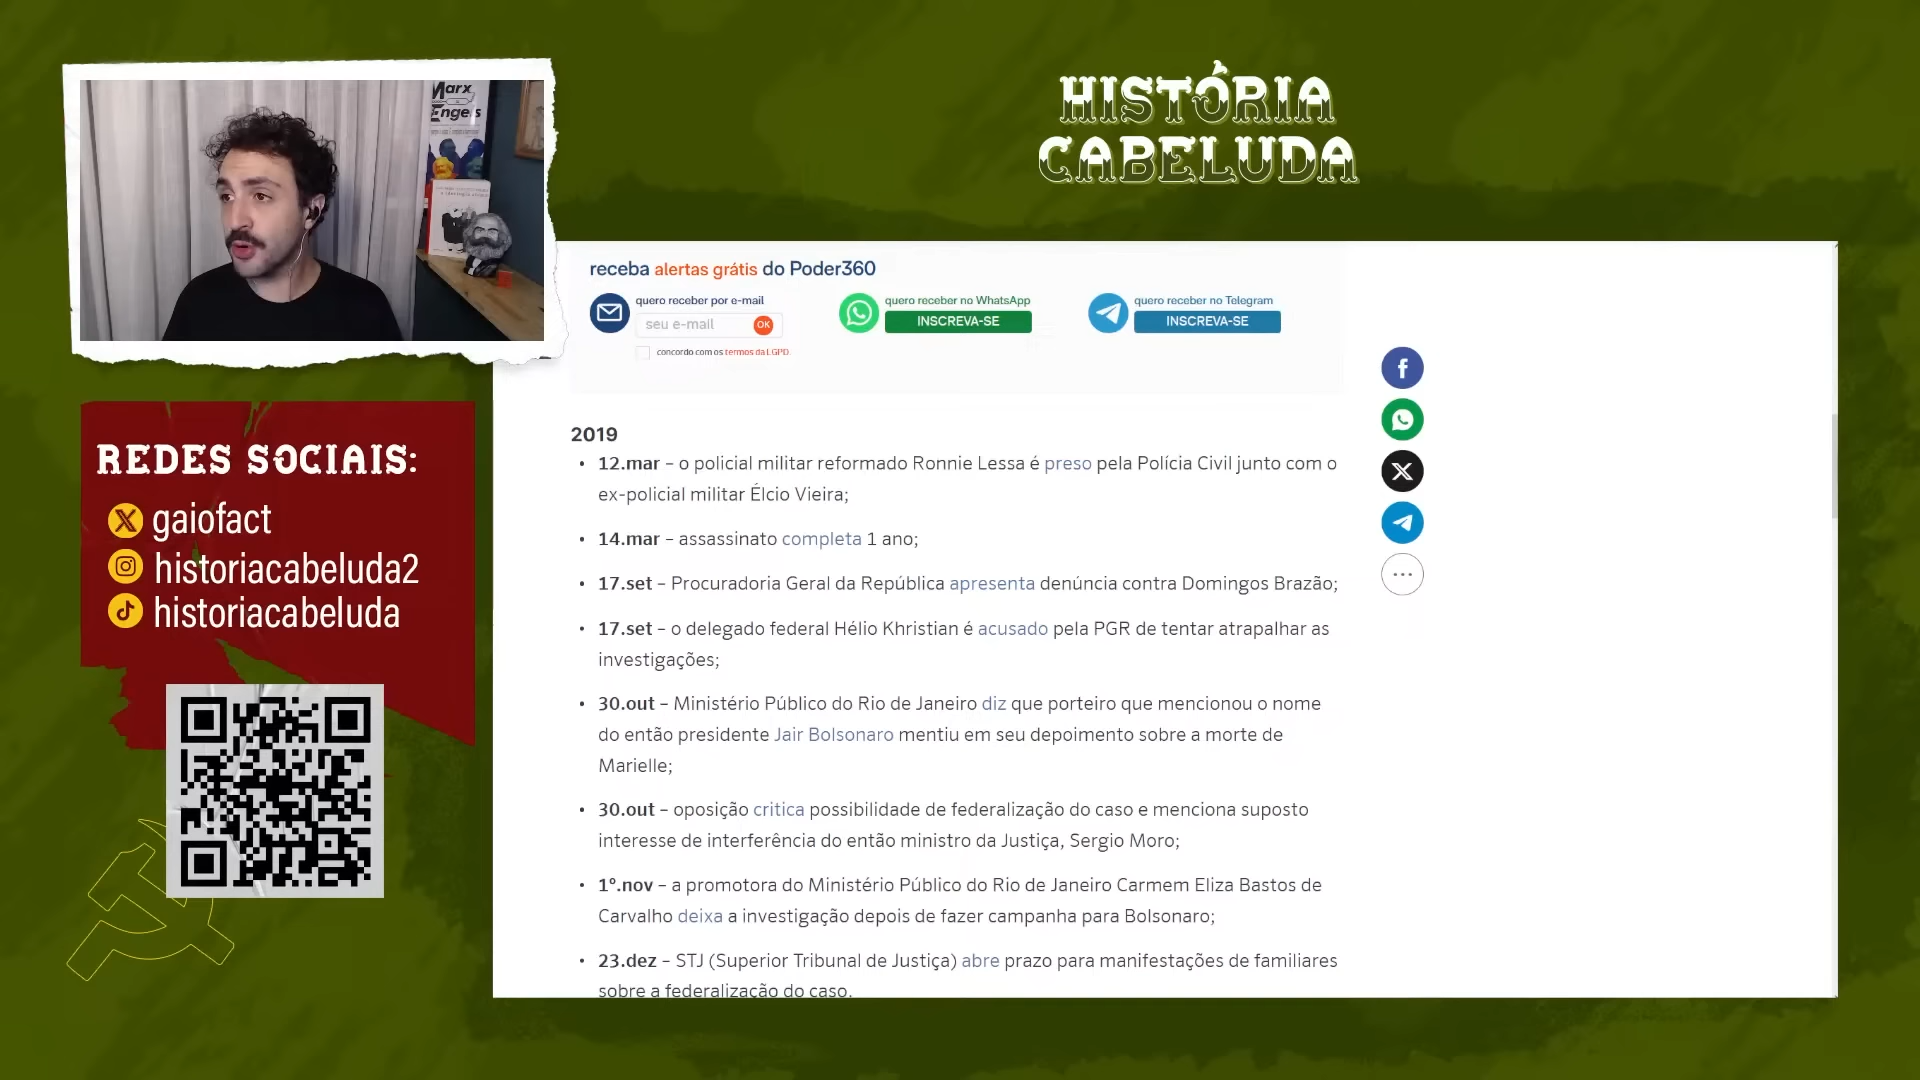 HISTÓRIA
CABELUDA
Marx
Engels
receba alertas grátis do Poder360
quero receber por e-mail
seu e-mail
OK
concordo com os termos da LGPD.
quero receber no WhatsApp
INSCREVA-SE
quero receber no Telegram
INSCREVA-SE
REDES SOCIAIS:
gaiofact
historiacabeluda2
historiacabeluda
2019
• 12.mar – o policial militar reformado Ronnie Lessa é preso pela Polícia Civil junto com o
ex-policial militar Élcio Vieira;
• 14.mar – assassinato completa 1 ano;
• 17.set – Procuradoria Geral da República apresenta denúncia contra Domingos Brazão;
• 17.set – o delegado federal Hélio Khristian é acusado pela PGR de tentar atrapalhar as
investigações;
• 30.out – Ministério Público do Rio de Janeiro diz que porteiro que mencionou o nome
do então presidente Jair Bolsonaro mentiu em seu depoimento sobre a morte de
Marielle;
• 30.out – oposição critica possibilidade de federalização do caso e menciona suposto
interesse de interferência do então ministro da Justiça, Sergio Moro;
• 1º.nov – a promotora do Ministério Público do Rio de Janeiro Carmem Eliza Bastos de
Carvalho deixa a investigação depois de fazer campanha para Bolsonaro;
• 23.dez – STJ (Superior Tribunal de Justiça) abre prazo para manifestações de familiares
sobre a federalização do caso.